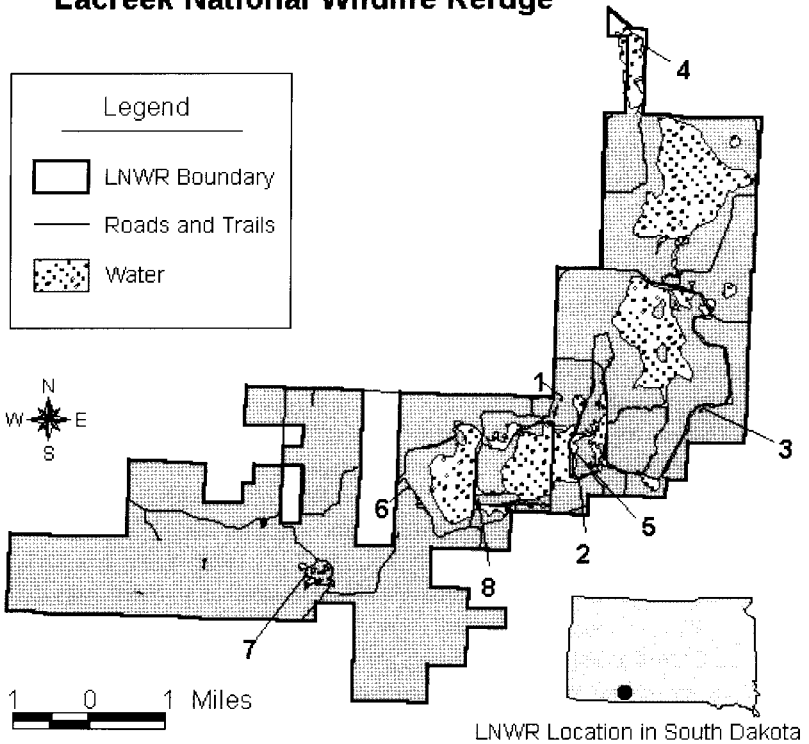 Lacreek National Wildlife Refuge
4
Legend
LNWR Boundary
Roads and Trails
Water
N
W E
S
1
3
6
5
2
8
7
1 0 1 Miles
LNWR Location in South Dakota